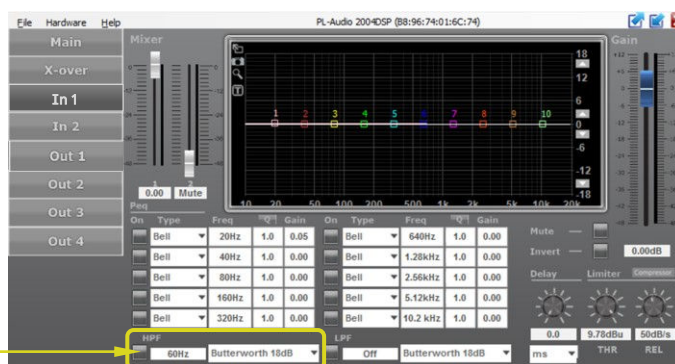 File Hardware Help PL-Audio 2004DSP (B8:96:74:01:6C:74)
Main
X-over
In 1
In 2
Out 1
Out 2
Out 3
Out 4
Mixer
1 2
0.00 Mute
1 2 3 4 5 6 7 8 9 10
18
12
6
0
-6
-12
-18
10 20 50 100 200 500 1k 2k 5k 10k 20k
Gain
Peq
On Type Freq Q Gain On Type Freq Q Gain
Bell 20Hz 1.0 0.05 Bell 640Hz 1.0 0.00
Bell 40Hz 1.0 0.00 Bell 1.28kHz 1.0 0.00
Bell 80Hz 1.0 0.00 Bell 2.56kHz 1.0 0.00
Bell 160Hz 1.0 0.00 Bell 5.12kHz 1.0 0.00
Bell 320Hz 1.0 0.00 Bell 10.2 kHz 1.0 0.00
HPF LPF
60Hz Butterworth 18dB Off Butterworth 18dB
Mute
Invert 0.00dB
Delay Limiter Compressor
0.0 9.78dBu 50dB/s
ms THR REL